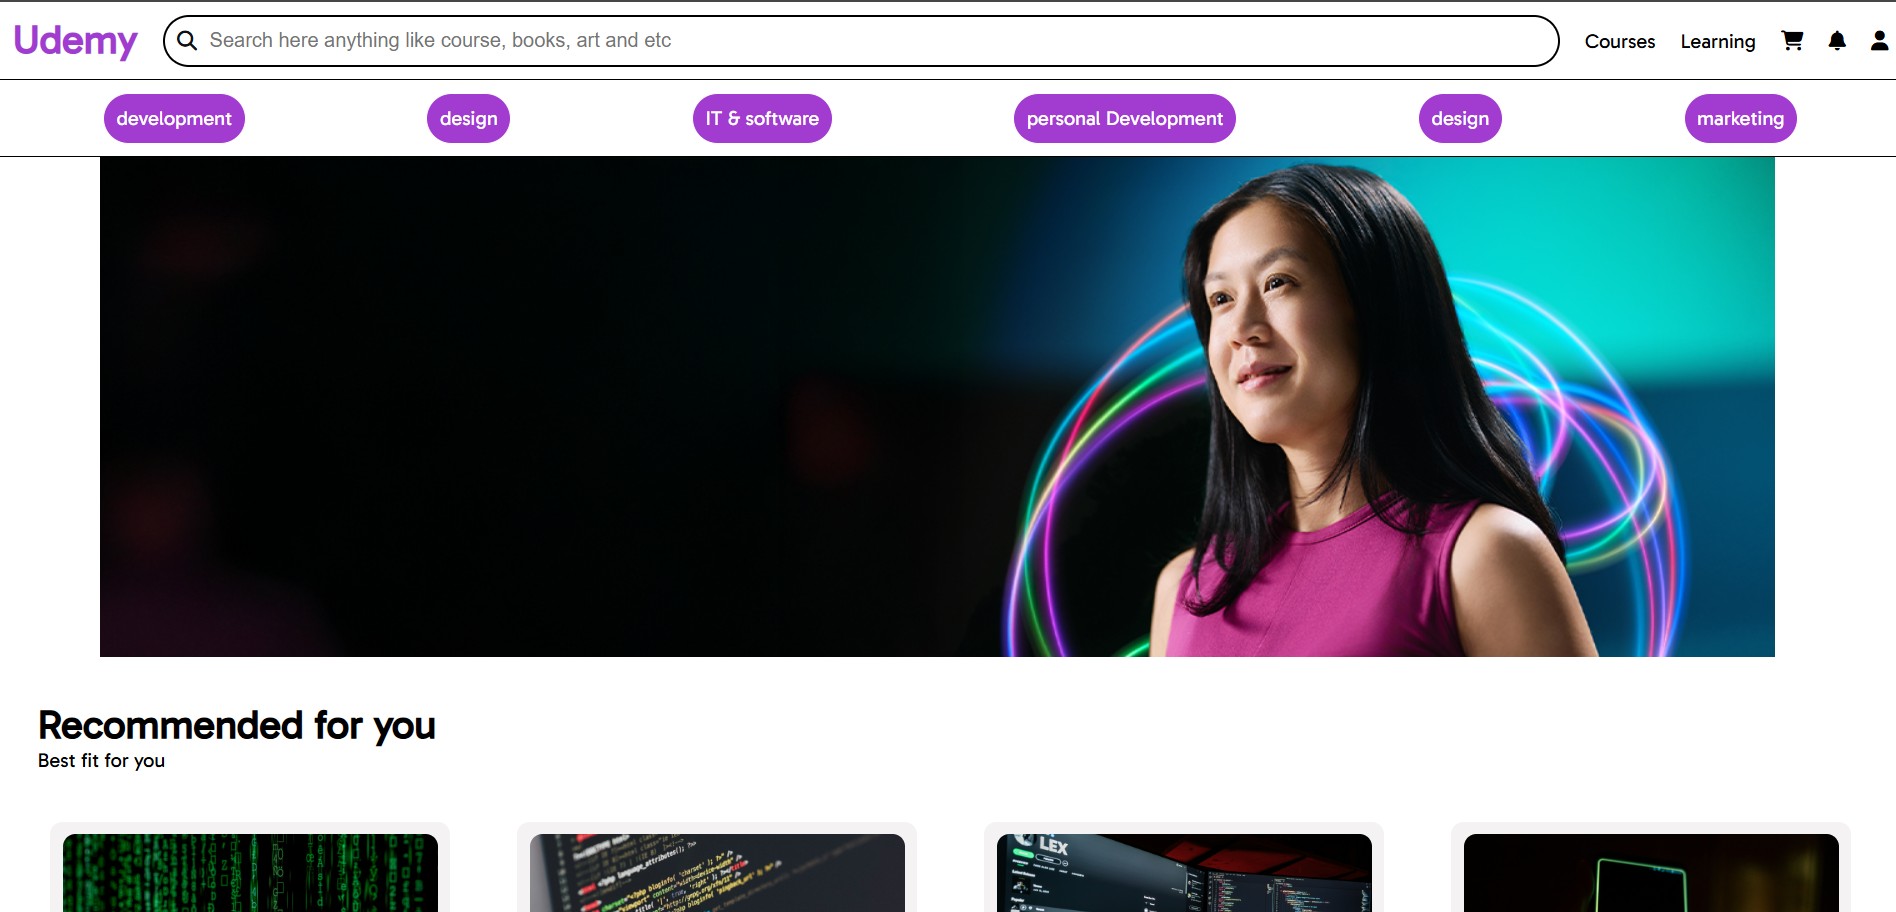 Udemy
Search here anything like course, books, art and etc
Courses
Learning
development
design
IT & software
personal Development
design
marketing
Recommended for you
Best fit for you
LEX